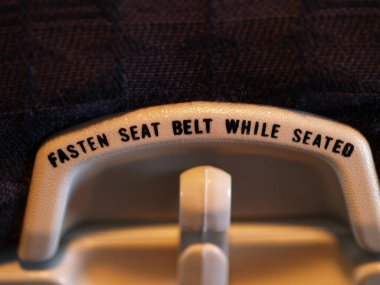 FASTEN SEAT BELT WHILE SEATED